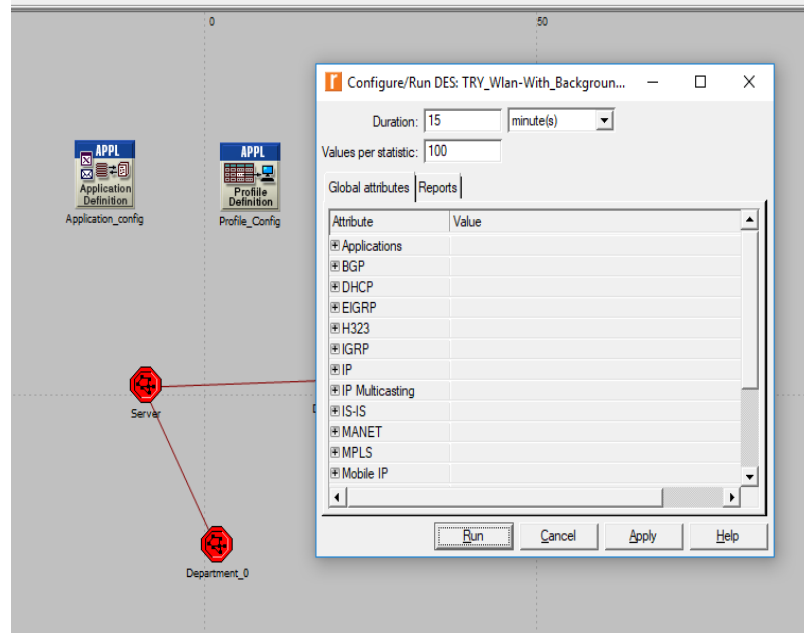 0
50
Configure/Run DES: TRY_Wlan-With_Backgroun...
Duration: 15 minute(s)
Values per statistic: 100
Global attributes Reports
Attribute Value
Applications
BGP
DHCP
EIGRP
H323
IGRP
IP
IP Multicasting
IS-IS
MANET
MPLS
Mobile IP
Run Cancel Apply Help
APPL
Application
Definition
Application_config
APPL
Profile
Definition
Profile_Config
Server
D
Department_0